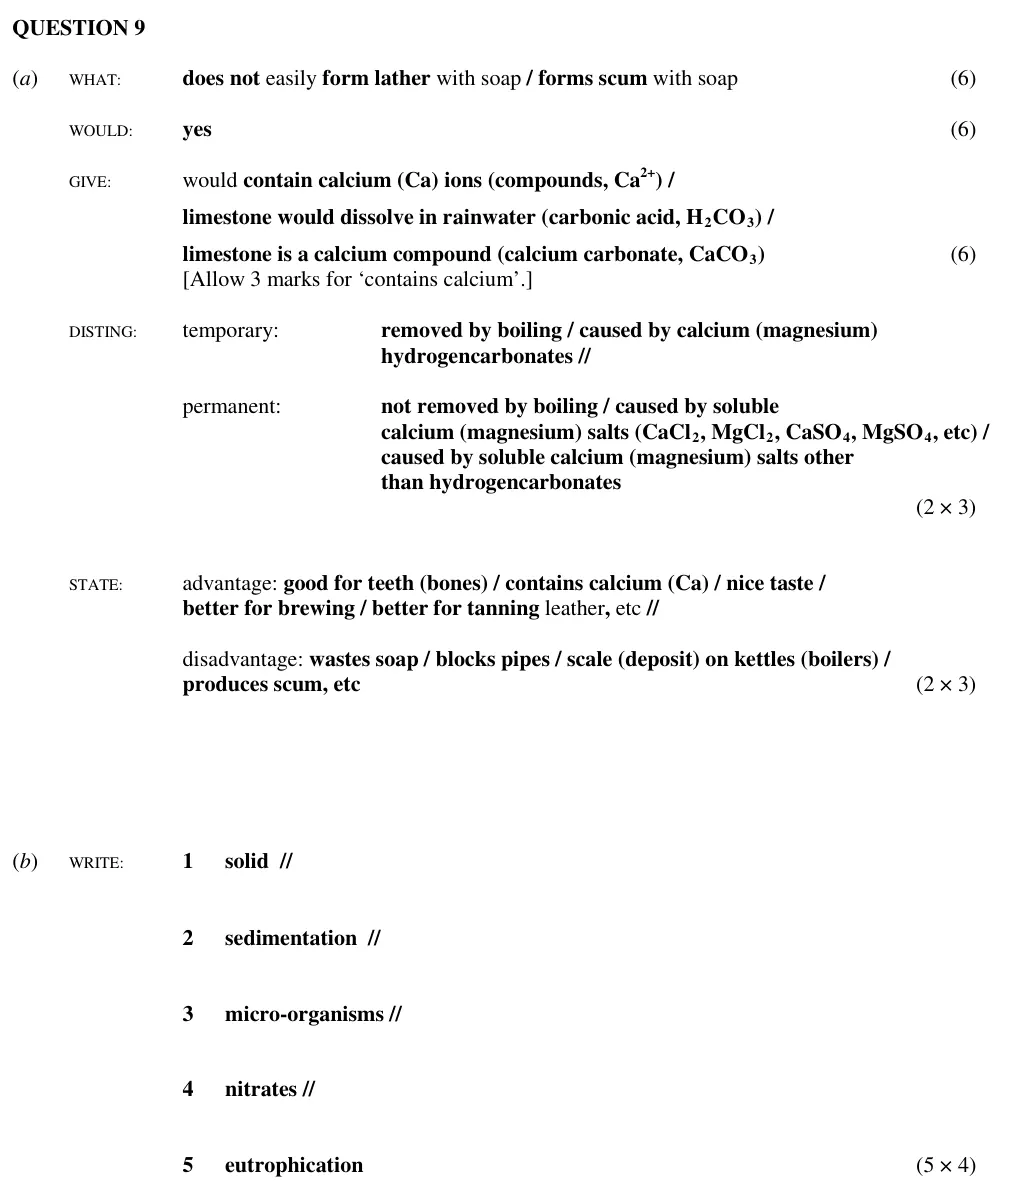 QUESTION 9
(a) WHAT: does not easily form lather with soap / forms scum with soap (6)
WOULD: yes (6)
GIVE: would contain calcium (Ca) ions (compounds, Ca²⁺) /
limestone would dissolve in rainwater (carbonic acid, H₂CO₃) /
limestone is a calcium compound (calcium carbonate, CaCO₃) (6)
[Allow 3 marks for ‘contains calcium’.]
DISTING: temporary: removed by boiling / caused by calcium (magnesium)
hydrogencarbonates //
permanent: not removed by boiling / caused by soluble
calcium (magnesium) salts (CaCl₂, MgCl₂, CaSO₄, MgSO₄, etc) /
caused by soluble calcium (magnesium) salts other
than hydrogencarbonates
(2 × 3)
STATE: advantage: good for teeth (bones) / contains calcium (Ca) / nice taste /
better for brewing / better for tanning leather, etc //
disadvantage: wastes soap / blocks pipes / scale (deposit) on kettles (boilers) /
produces scum, etc (2 × 3)
(b) WRITE: 1 solid //
2 sedimentation //
3 micro-organisms //
4 nitrates //
5 eutrophication (5 × 4)